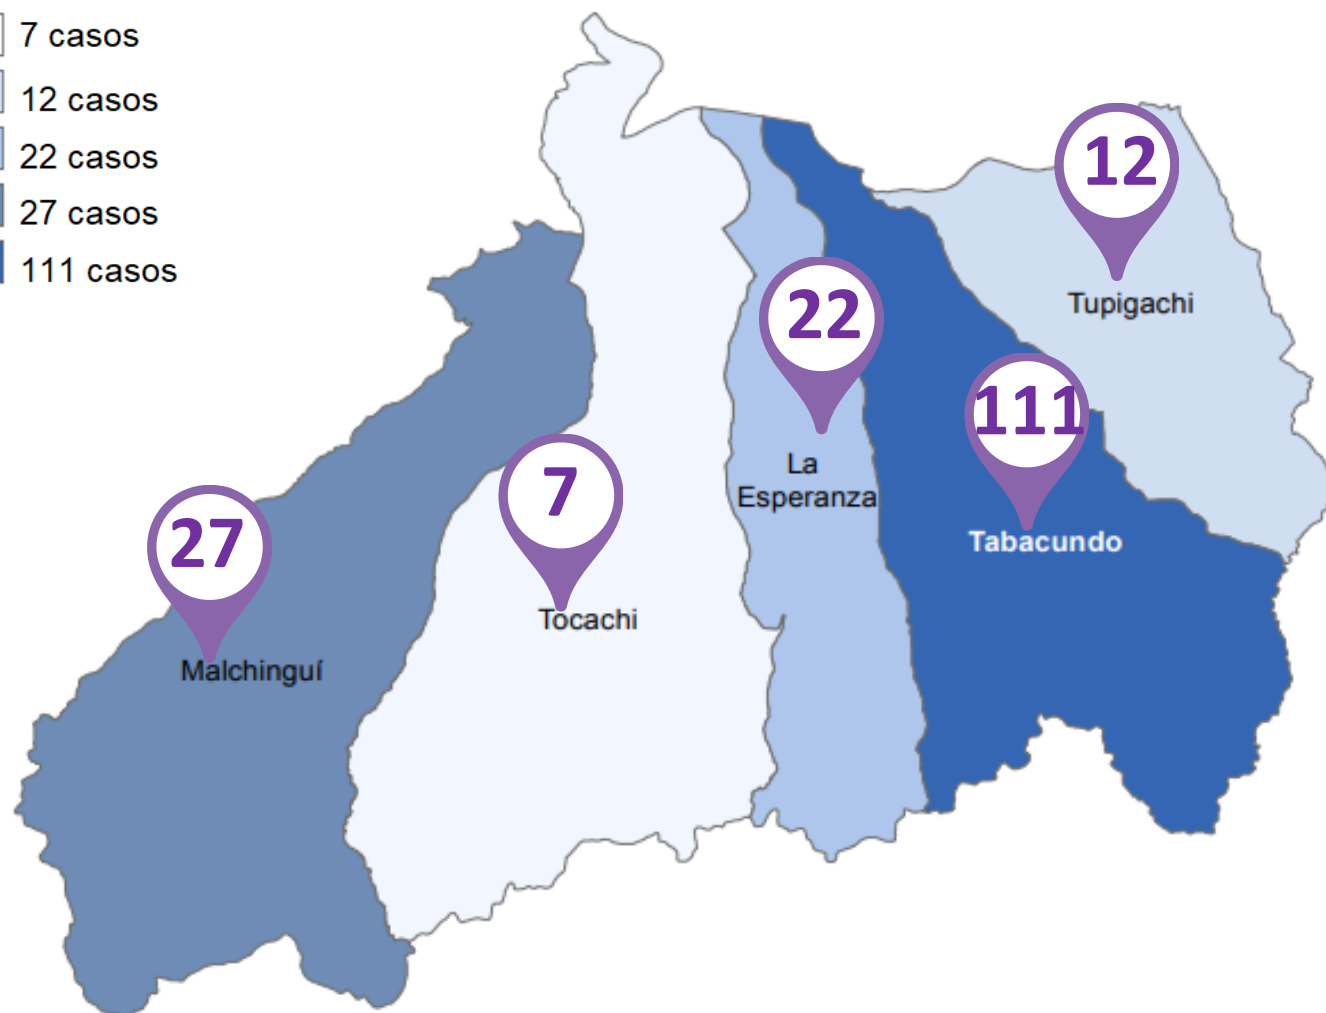 7 casos
12 casos
22 casos
27 casos
111 casos
12
Tupigachi
22
La
Esperanza
111
Tabacundo
7
Tocachi
27
Malchinguí